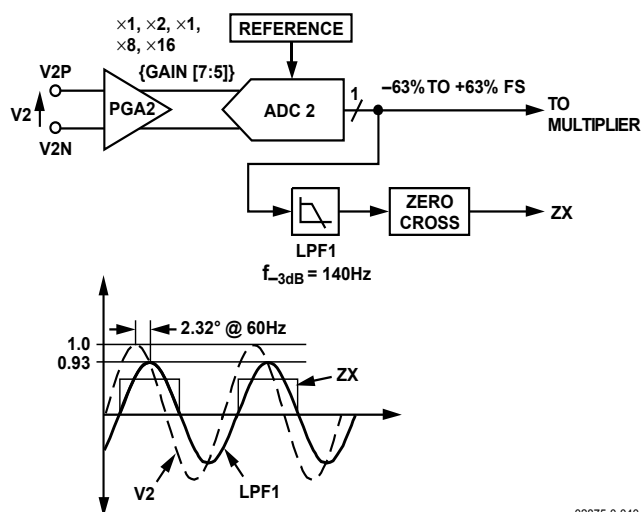 ×1, ×2, ×1,
×8, ×16
REFERENCE
{GAIN [7:5]}
V2P
V2
V2N
PGA2
ADC 2
1
–63% TO +63% FS
TO
MULTIPLIER
LPF1
f–3dB = 140Hz
ZERO
CROSS
ZX
2.32° @ 60Hz
1.0
0.93
ZX
V2
LPF1